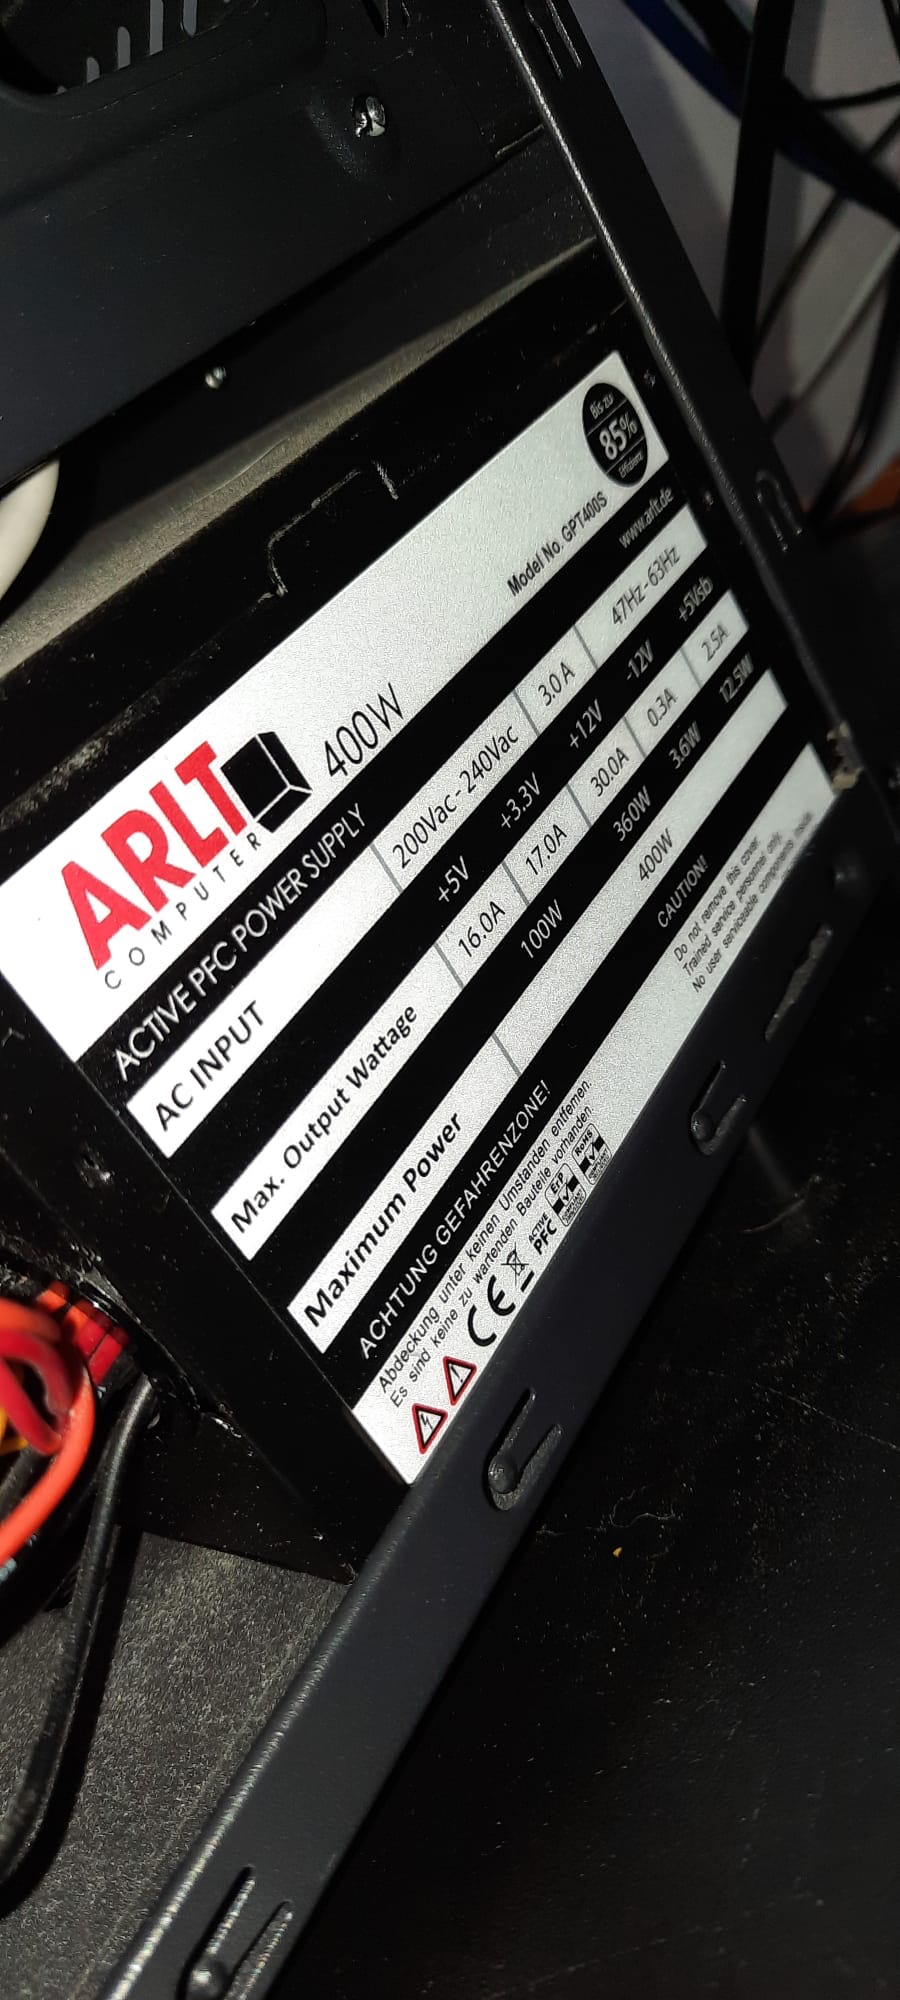 Bis zu
85%
Effizienz
ARLT
COMPUTER
400W
Model No. GPT400S
ACTIVE PFC POWER SUPPLY
www.arlt.de
AC INPUT 200Vac - 240Vac 3.0 A 47Hz - 63Hz
+5V +3.3V +12V -12V +5Vsb
Max. Output Wattage 16.0A 17.0A 30.0A 0.3A 2.5A
100W 360W 3.6W 12.5W
Maximum Power 400W
ACHTUNG GEFAHRENZONE! CAUTION!
Abdeckung unter keinen Umständen entfernen.
Es sind keine zu wartenden Bauteile vorhanden.
Do not remove this cover.
Trained service personnel only.
No user serviceable components inside
CE
ACTIVE
PFC
ErP
COMPLIANT
RoHS
COMPLIANT